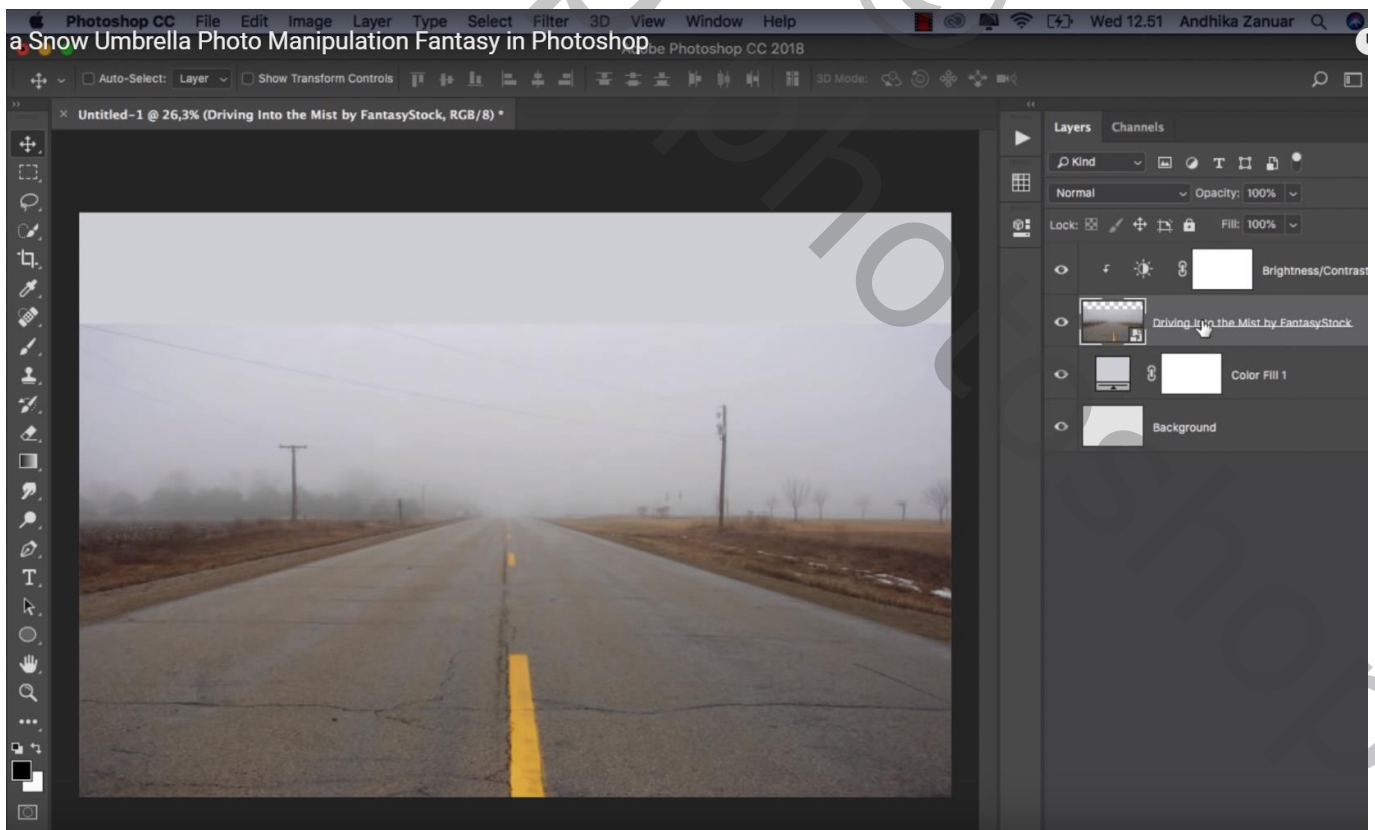 Photoshop CC File Edit Image Layer Type Select Filter 3D View Window Help Wed 12.51 Andhika Zanuar
a Snow Umbrella Photo Manipulation Fantasy in Photoshop
be Photoshop CC 2018
Auto-Select: Layer Show Transform Controls 3D Mode:
Untitled-1 @ 26,3% (Driving Into the Mist by FantasyStock, RGB/8) *
Layers Channels
Kind
Normal Opacity: 100%
Lock: Fill: 100%
Brightness/Contrast
Driving Into the Mist by FantasyStock
Color Fill 1
Background